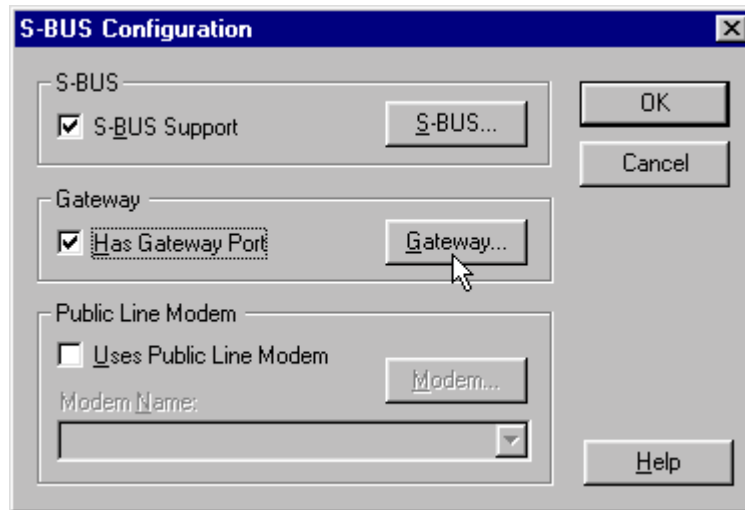 S-BUS Configuration
S-BUS
S-BUS Support
S-BUS...
OK
Cancel
Gateway
Has Gateway Port
Gateway...
Public Line Modem
Uses Public Line Modem
Modem...
Modem Name:
Help